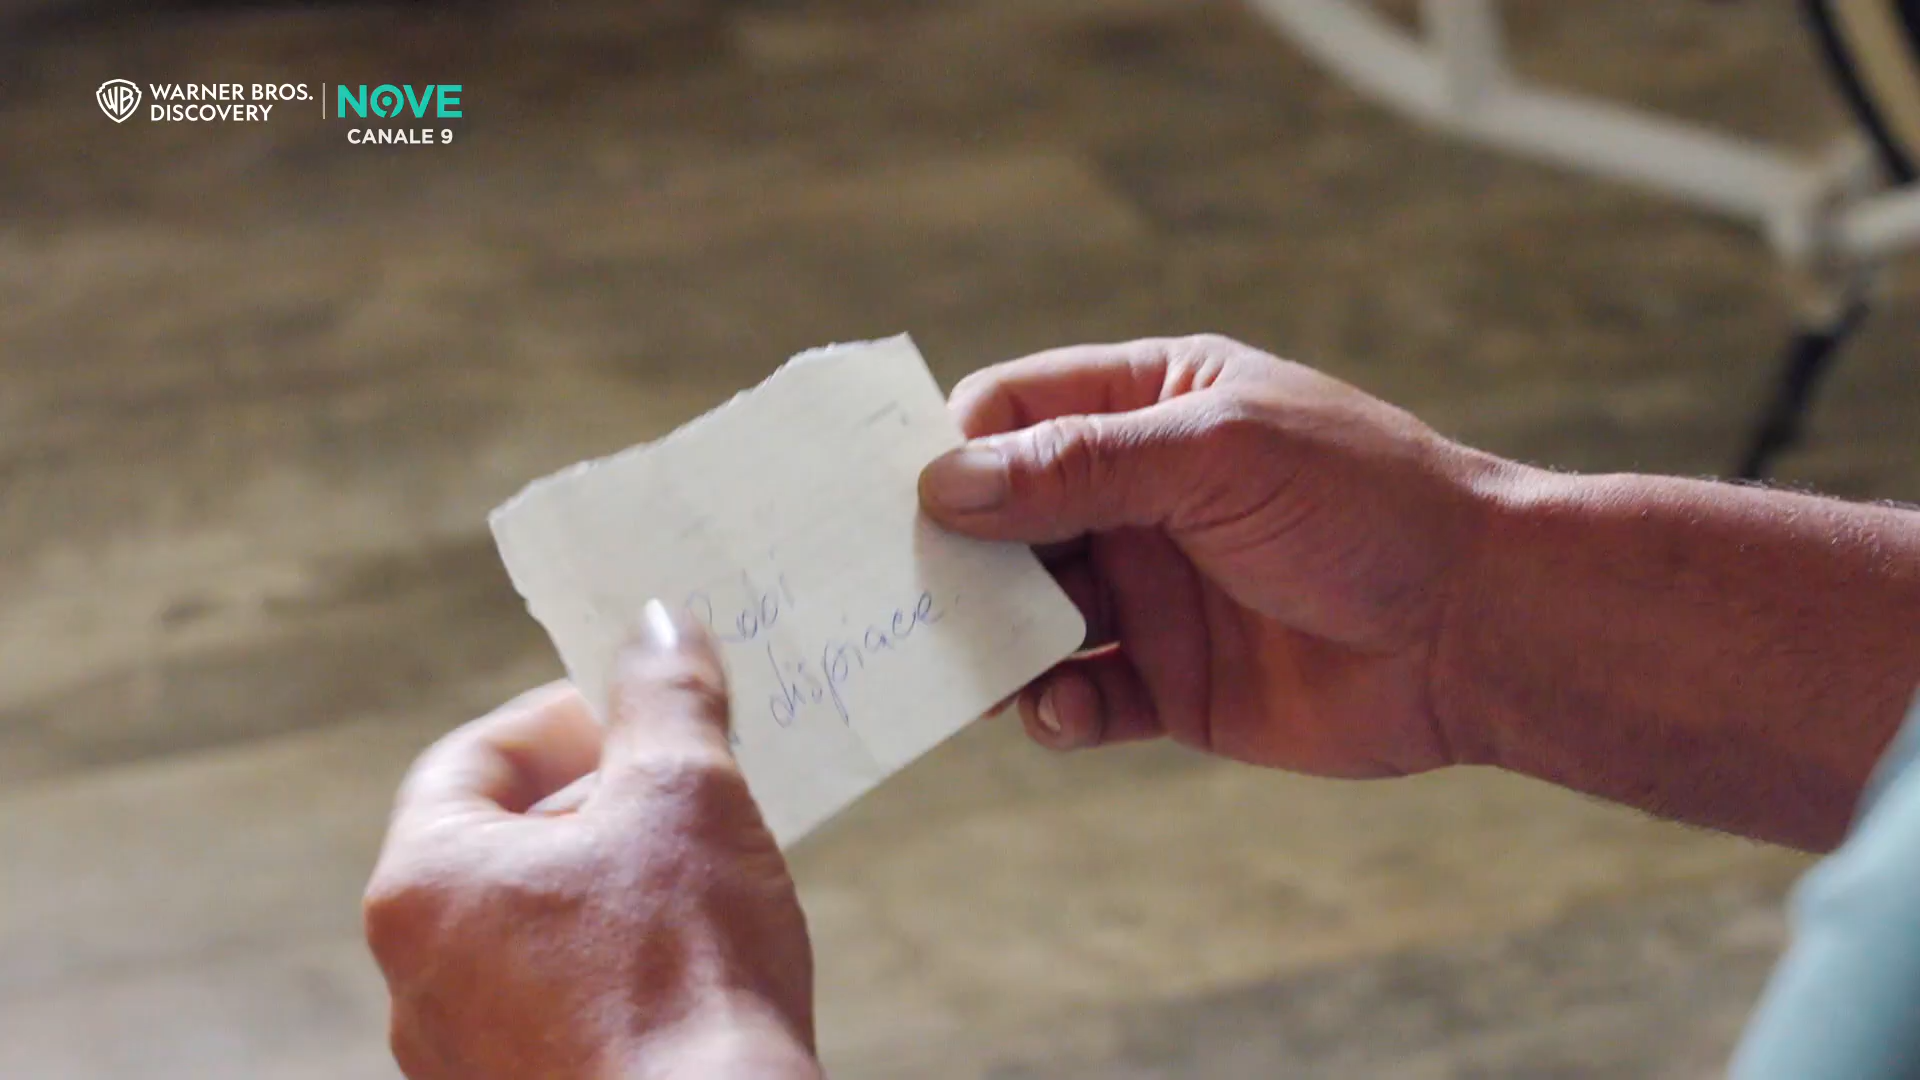 WARNER BROS.
DISCOVERY
NOVE
CANALE 9
dispiace.